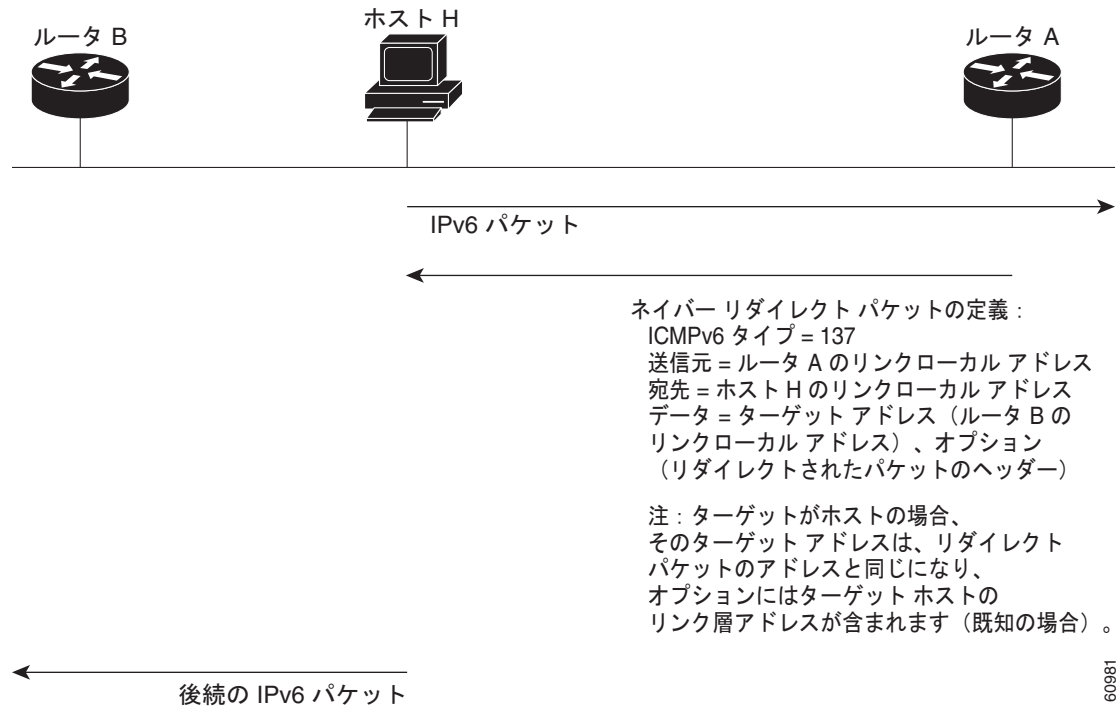 ホスト H
ルータ B
ルータ A
IPv6 パケット
ネイバー リダイレクト パケットの定義：
ICMPv6 タイプ = 137
送信元 = ルータ A のリンクローカル アドレス
宛先 = ホスト H のリンクローカル アドレス
データ = ターゲット アドレス（ルータ B の
リンクローカル アドレス）、オプション
（リダイレクトされたパケットのヘッダー）
注：ターゲットがホストの場合、
そのターゲット アドレスは、リダイレクト
パケットのアドレスと同じになり、
オプションにはターゲット ホストの
リンク層アドレスが含まれます（既知の場合）。
後続の IPv6 パケット
60981